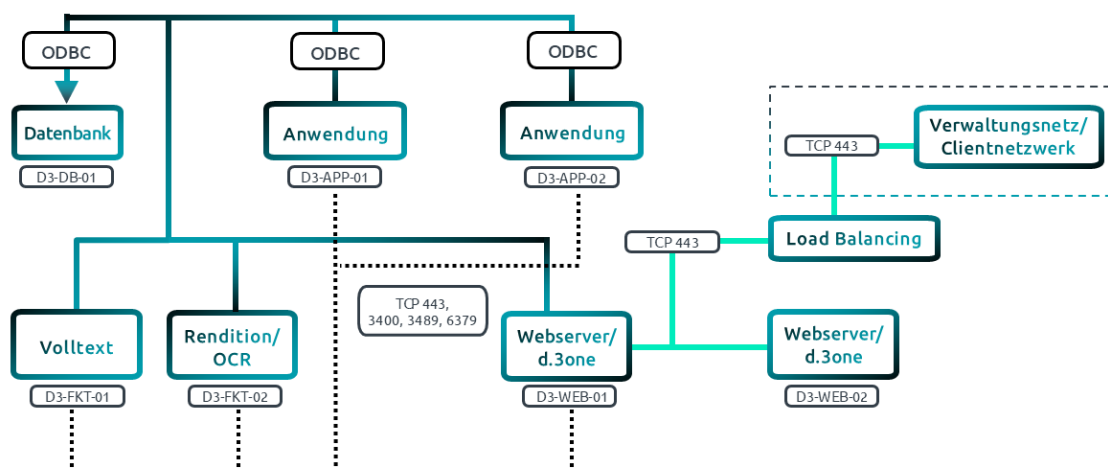 ODBC
ODBC
ODBC
Datenbank
Anwendung
Anwendung
Verwaltungsnetz/
Clientnetzwerk
TCP 443
D3-DB-01
D3-APP-01
D3-APP-02
TCP 443
Load Balancing
TCP 443,
3400, 3489, 6379
Volltext
Rendition/
OCR
Webserver/
d.3one
Webserver/
d.3one
D3-FKT-01
D3-FKT-02
D3-WEB-01
D3-WEB-02